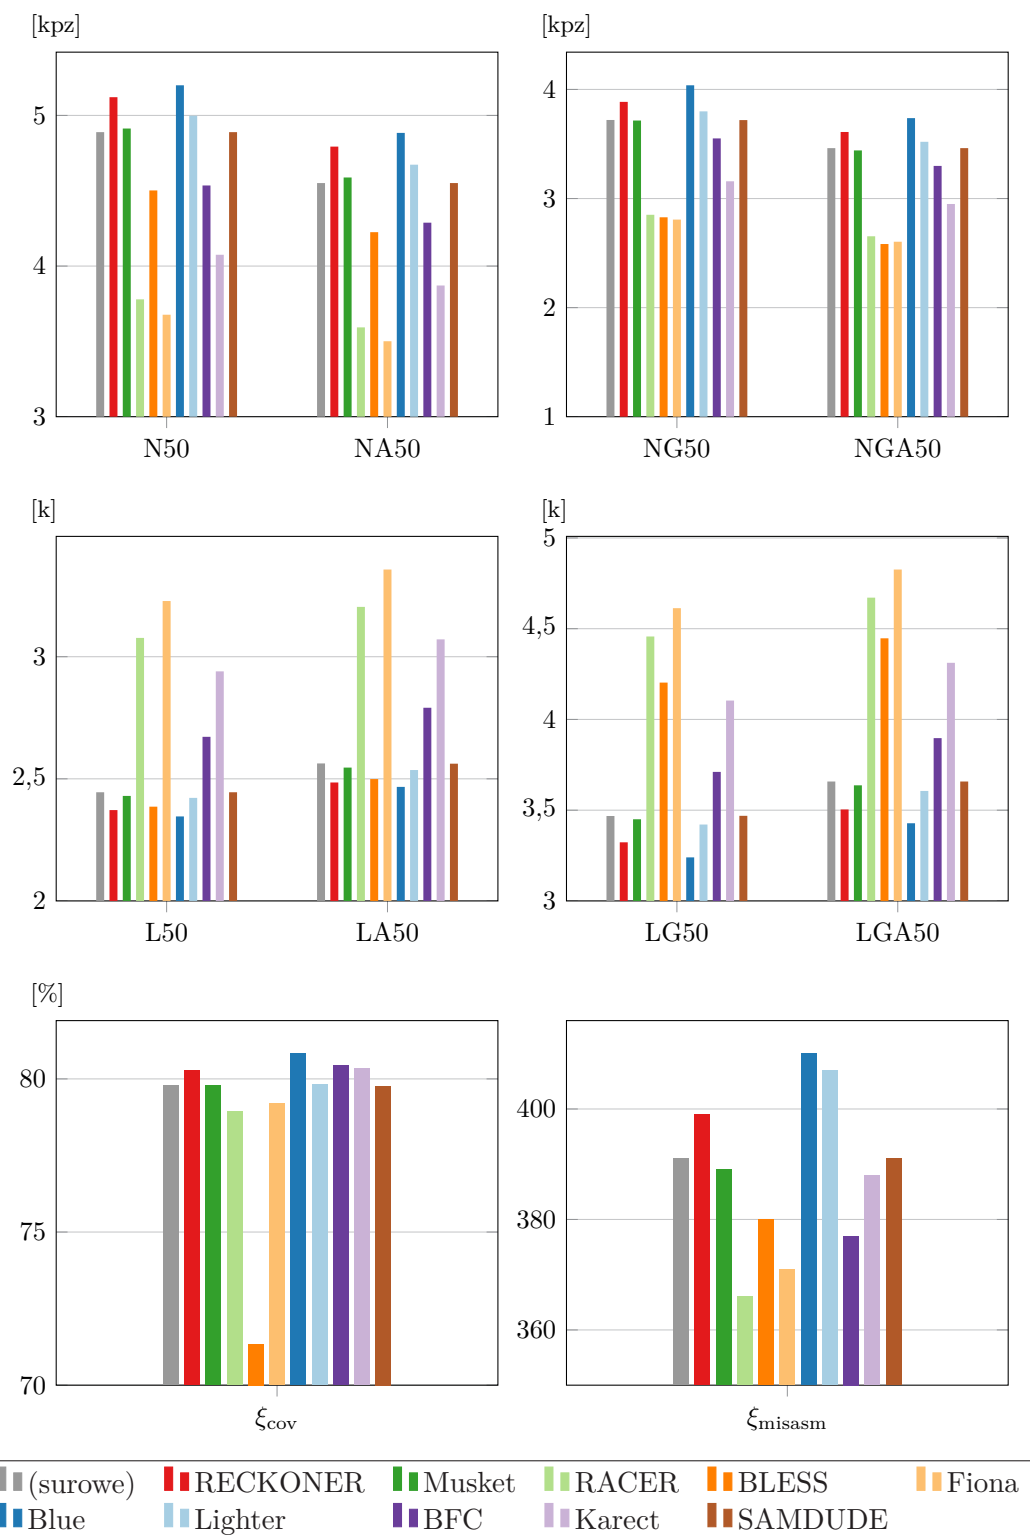 [kpz] [kpz]
5
4
3
N50 NA50
4
3
2
1
NG50 NGA50
[k] [k]
3
2,5
2
L50 LA50
5
4,5
4
3,5
3
LG50 LGA50
[%]
80
75
70
ξcov
400
380
360
ξmisasm
(surowe) RECKONER Musket RACER BLESS Fiona
Blue Lighter BFC Karect SAMDUDE